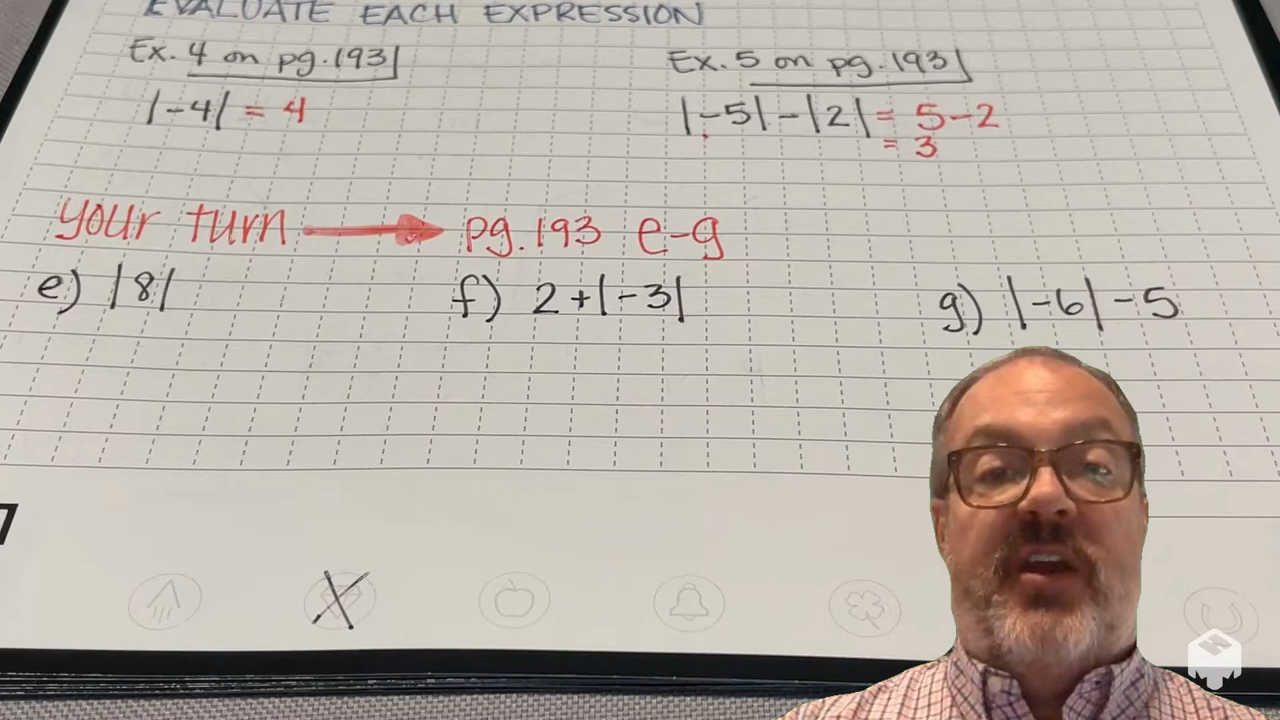 EVALUATE EACH EXPRESSION
Ex. 4 on pg. 193
|-4| = 4
Ex. 5 on pg. 193
|-5| - |2| = 5-2
= 3
your turn → pg. 193 e-g
e) |8|
f) 2 + |-3|
g) |-6| - 5